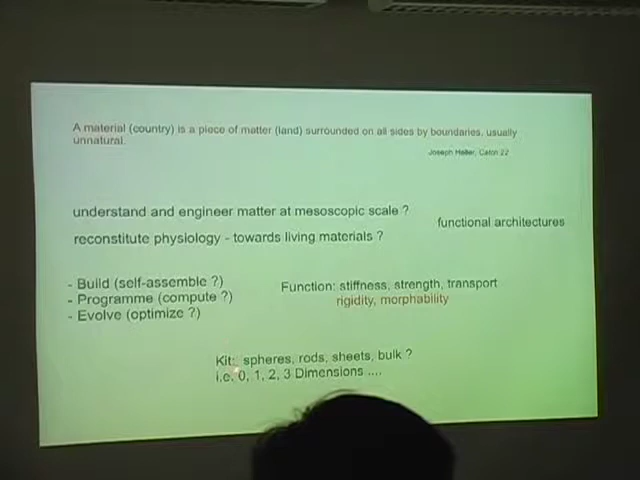 A material (country) is a piece of matter (land) surrounded on all sides by boundaries, usually
unnatural.
Joseph Heller, Catch 22
understand and engineer matter at mesoscopic scale ?
functional architectures
reconstitute physiology - towards living materials ?
- Build (self-assemble ?)
- Programme (compute ?)
- Evolve (optimize ?)
Function: stiffness, strength, transport
rigidity, morphability
Kit: spheres, rods, sheets, bulk ?
i.e. 0, 1, 2, 3 Dimensions ....